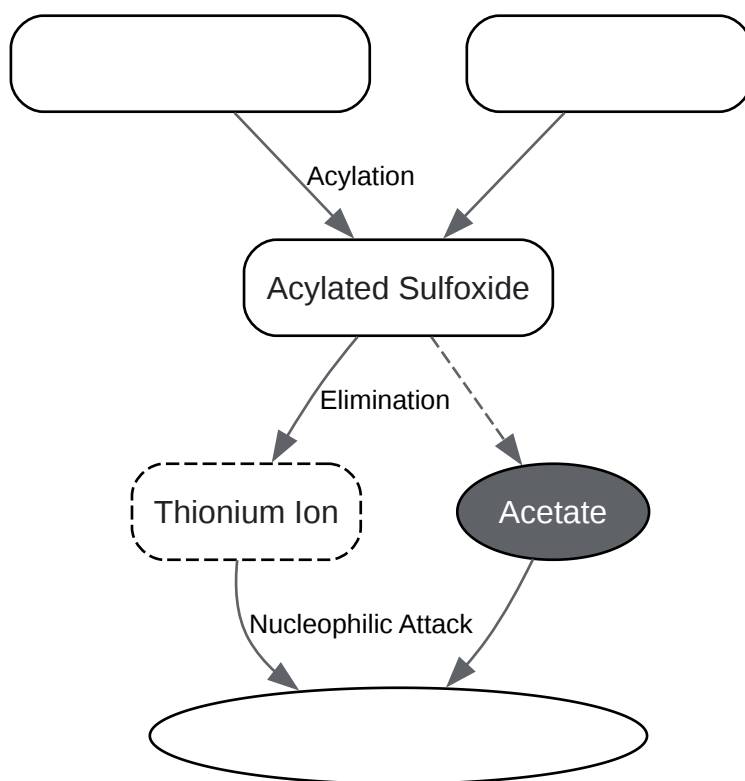 Acylation
Acylated Sulfoxide
Elimination
Thionium Ion
Acetate
Nucleophilic Attack